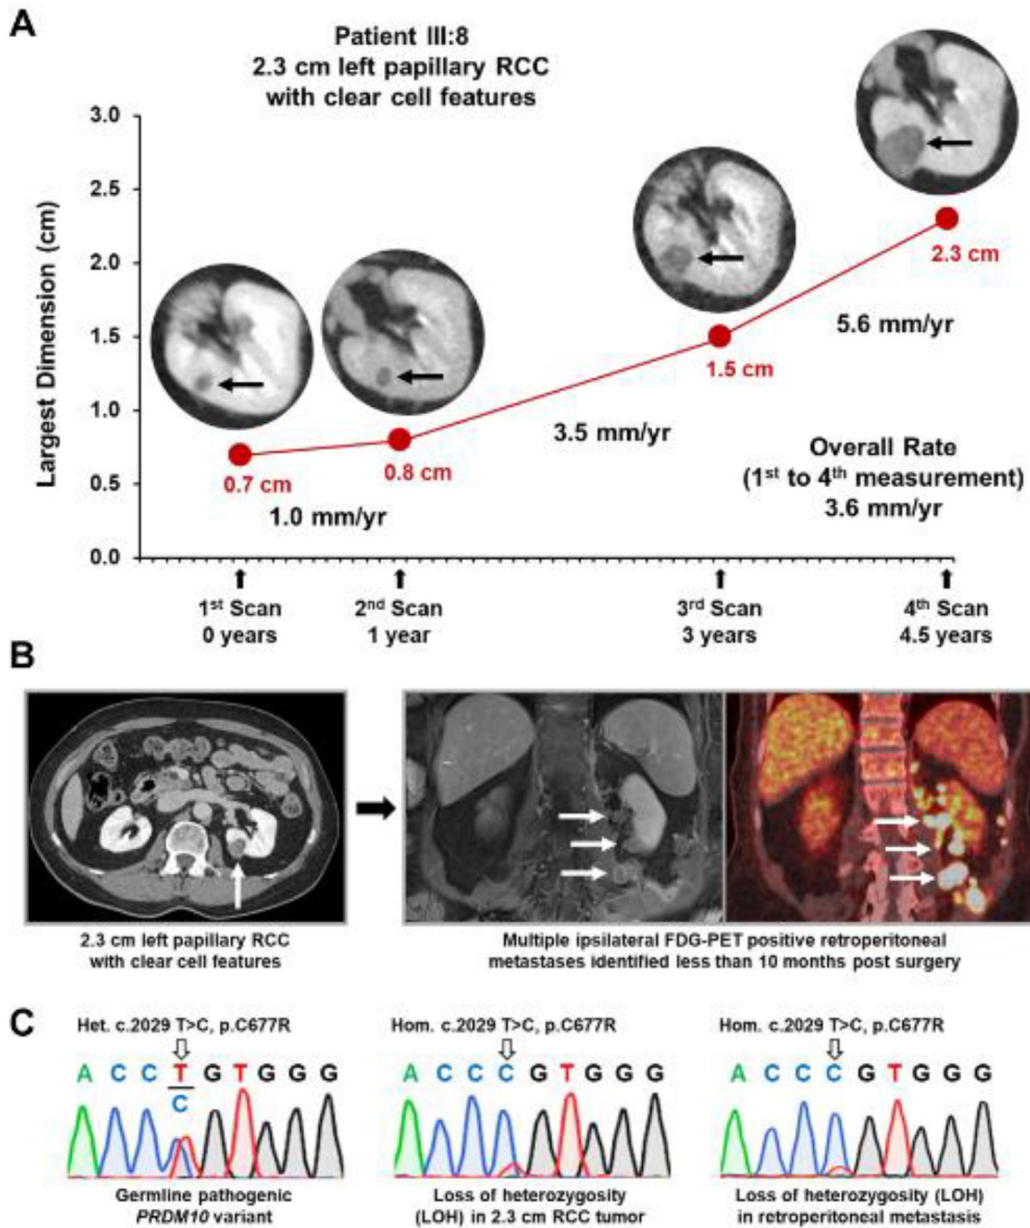 A
Patient III:8
2.3 cm left papillary RCC
with clear cell features
Largest Dimension (cm)
3.0
2.5
2.0
1.5
1.0
0.5
0.0
0.7 cm
0.8 cm
1.5 cm
2.3 cm
1.0 mm/yr
3.5 mm/yr
5.6 mm/yr
Overall Rate
(1st to 4th measurement)
3.6 mm/yr
1st Scan
0 years
2nd Scan
1 year
3rd Scan
3 years
4th Scan
4.5 years
B
2.3 cm left papillary RCC
with clear cell features
Multiple ipsilateral FDG-PET positive retroperitoneal
metastases identified less than 10 months post surgery
C
Het. c.2029 T>C, p.C677R
A C C T G T G G G
C
Germline pathogenic
PRDM10 variant
Hom. c.2029 T>C, p.C677R
A C C C G T G G G
Loss of heterozygosity
(LOH) in 2.3 cm RCC tumor
Hom. c.2029 T>C, p.C677R
A C C C G T G G G
Loss of heterozygosity (LOH)
in retroperitoneal metastasis